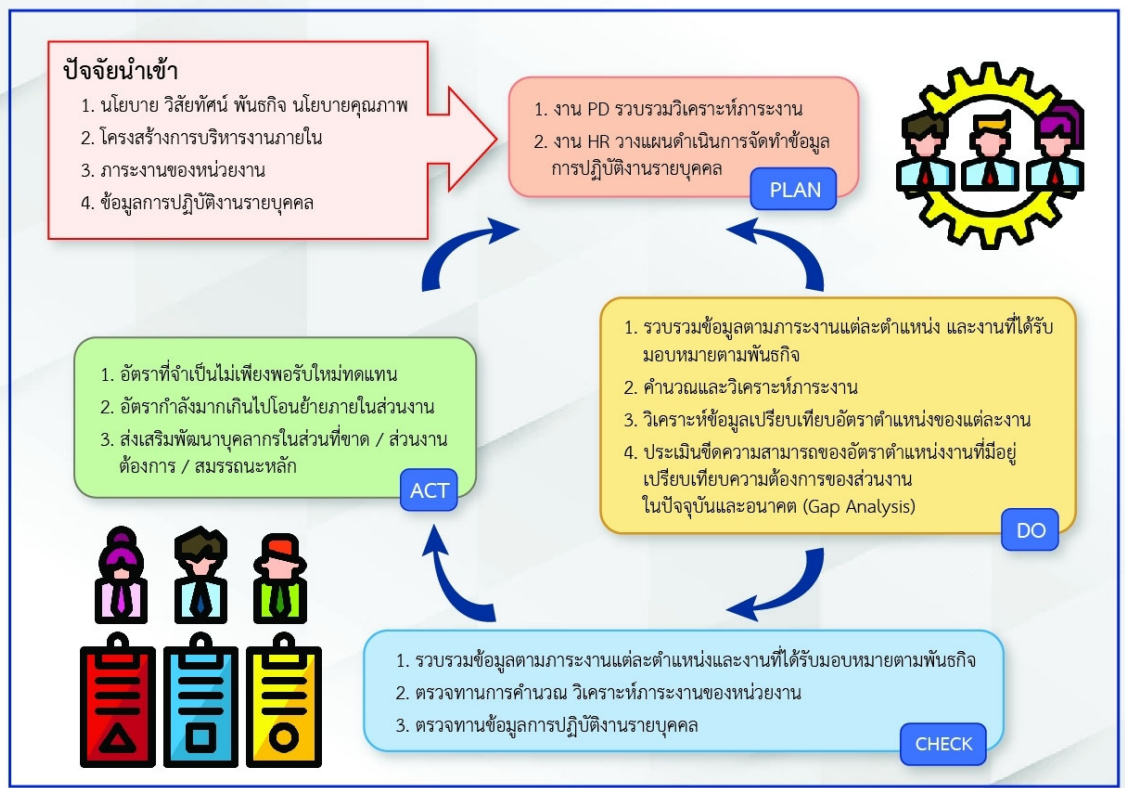 ปัจจัยนำเข้า
1. นโยบาย วิสัยทัศน์ พันธกิจ นโยบายคุณภาพ
2. โครงสร้างการบริหารงานภายใน
3. ภาระงานของหน่วยงาน
4. ข้อมูลการปฏิบัติงานรายบุคคล
1. งาน PD รวบรวมวิเคราะห์ภาระงาน
2. งาน HR วางแผนดำเนินการจัดทำข้อมูล
การปฏิบัติงานรายบุคคล
PLAN
1. รวบรวมข้อมูลตามภาระงานแต่ละตำแหน่ง และงานที่ได้รับ
มอบหมายตามพันธกิจ
2. คำนวณและวิเคราะห์ภาระงาน
3. วิเคราะห์ข้อมูลเปรียบเทียบอัตราตำแหน่งของแต่ละงาน
4. ประเมินขีดความสามารถของอัตราตำแหน่งงานที่มีอยู่
เปรียบเทียบความต้องการของส่วนงาน
ในปัจจุบันและอนาคต (Gap Analysis)
DO
1. รวบรวมข้อมูลตามภาระงานแต่ละตำแหน่งและงานที่ได้รับมอบหมายตามพันธกิจ
2. ตรวจทานการคำนวณ วิเคราะห์ภาระงานของหน่วยงาน
3. ตรวจทานข้อมูลการปฏิบัติงานรายบุคคล
CHECK
1. อัตราที่จำเป็นไม่เพียงพอรับใหม่ทดแทน
2. อัตรากำลังมากเกินไปโอนย้ายภายในส่วนงาน
3. ส่งเสริมพัฒนาบุคลากรในส่วนที่ขาด / ส่วนงาน
ต้องการ / สมรรถนะหลัก
ACT